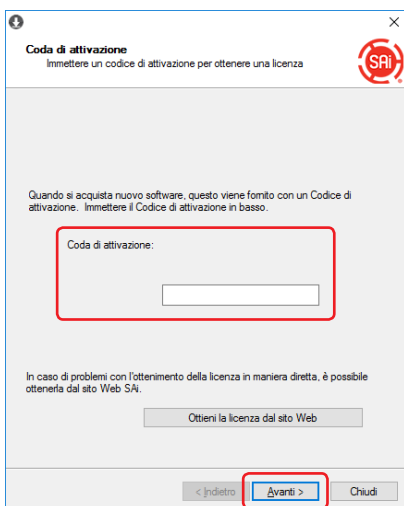 Coda di attivazione
Immettere un codice di attivazione per ottenere una licenza
SAi
Quando si acquista nuovo software, questo viene fornito con un Codice di
attivazione. Immettere il Codice di attivazione in basso.
Coda di attivazione:
In caso di problemi con l'ottenimento della licenza in maniera diretta, è possibile
ottenerla dal sito Web SAi.
Ottieni la licenza dal sito Web
< Indietro
Avanti >
Chiudi